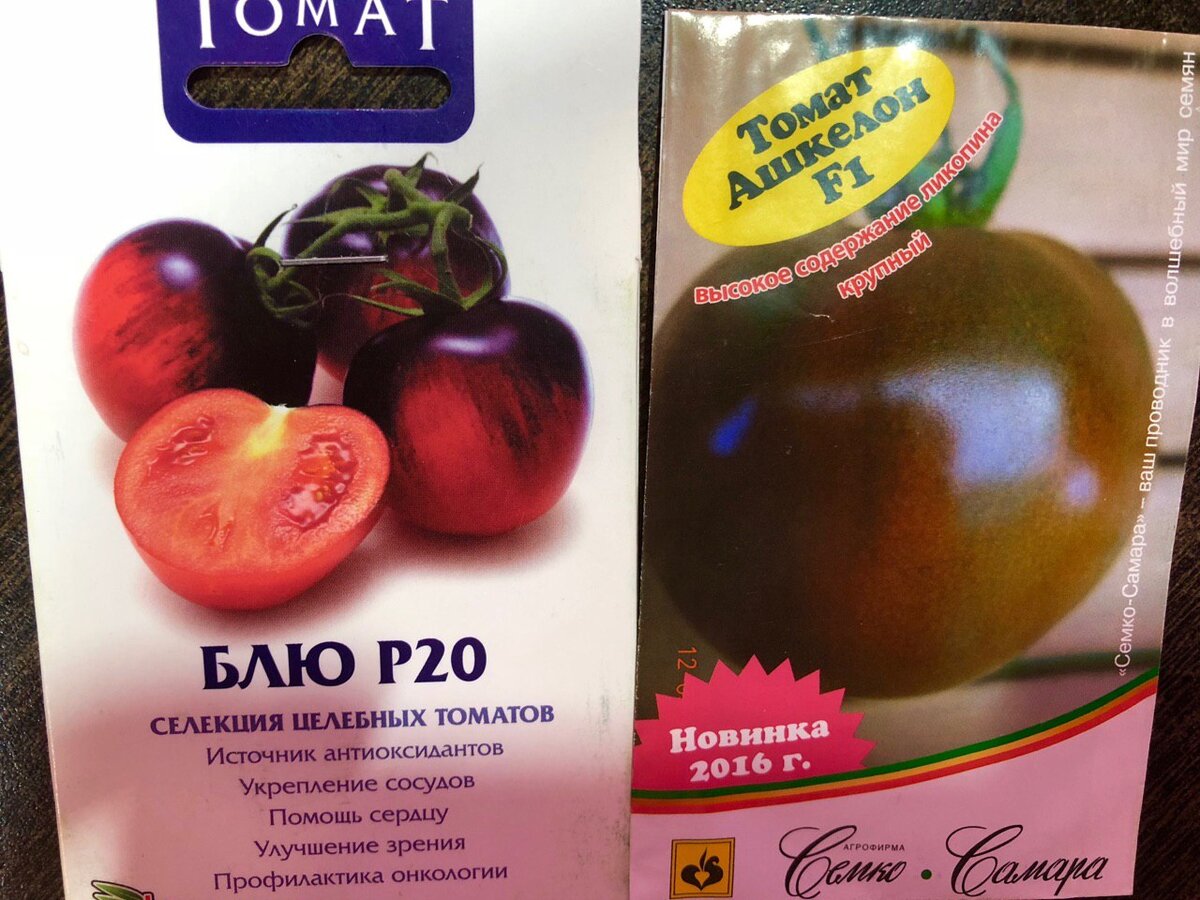 ТОМАТ
БЛЮ Р20
СЕЛЕКЦИЯ ЦЕЛЕБНЫХ ТОМАТОВ
Источник антиоксидантов
Укрепление сосудов
Помощь сердцу
Улучшение зрения
Профилактика онкологии
Томат
Ашкелон
F1
высокое содержание ликопина
крупный
«Семко-Самара» – ваш проводник в волшебный мир семян
Новинка
2016 г.
АГРОФИРМА
Семко · Самара